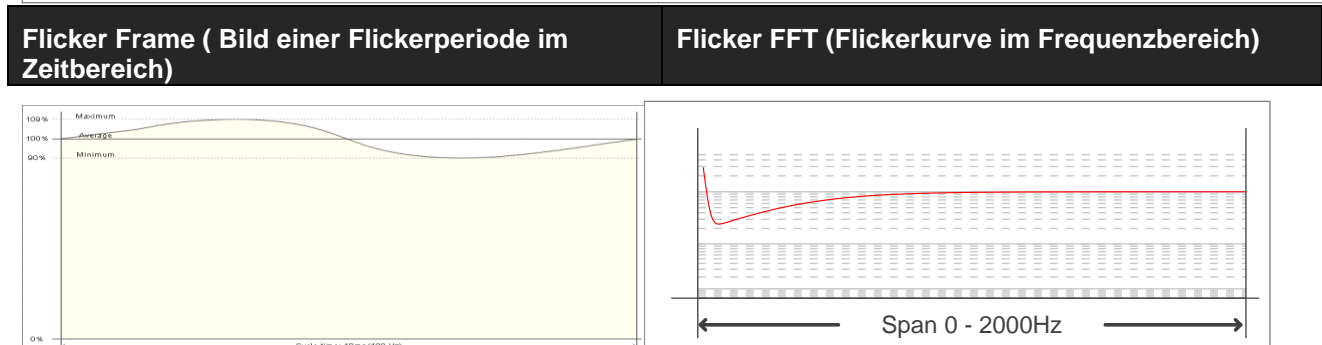 Flicker Frame ( Bild einer Flickerperiode im
Zeitbereich)
Flicker FFT (Flickerkurve im Frequenzbereich)
109%
Maximum
100%
Average
90%
Minimum
0%
Span 0 - 2000Hz